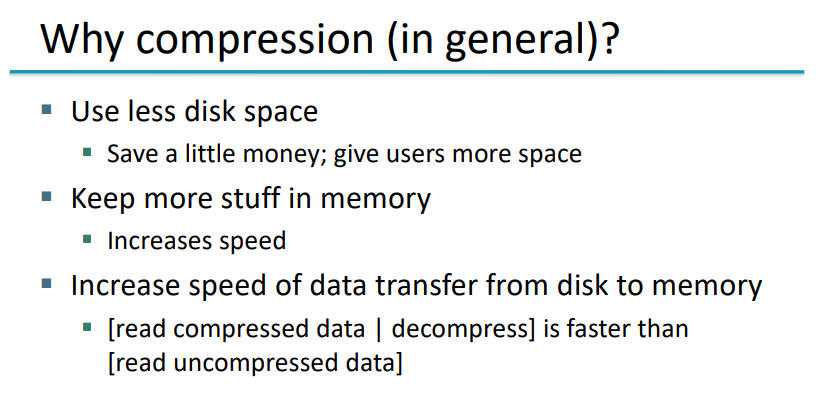 Why compression (in general)?
▪ Use less disk space
▪ Save a little money; give users more space
▪ Keep more stuff in memory
▪ Increases speed
▪ Increase speed of data transfer from disk to memory
▪ [read compressed data | decompress] is faster than
[read uncompressed data]